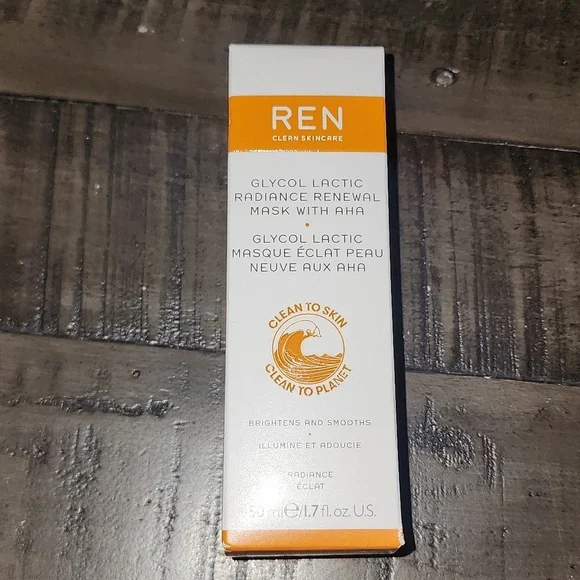 REN
CLEAN SKINCARE
GLYCOL LACTIC
RADIANCE RENEWAL
MASK WITH AHA
GLYCOL LACTIC
MASQUE ÉCLAT PEAU
NEUVE AUX AHA
CLEAN TO SKIN
CLEAN TO PLANET
BRIGHTENS AND SMOOTHS
ILLUMINE ET ADOUCIE
RADIANCE
ÉCLAT
50 ml ℮/1.7 fl. oz. U.S.